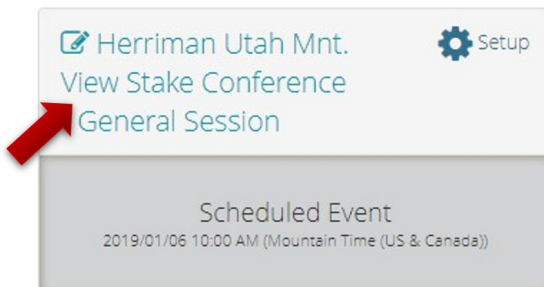 Herriman Utah Mnt.
Setup
View Stake Conference
General Session
Scheduled Event
2019/01/06 10:00 AM (Mountain Time (US & Canada))